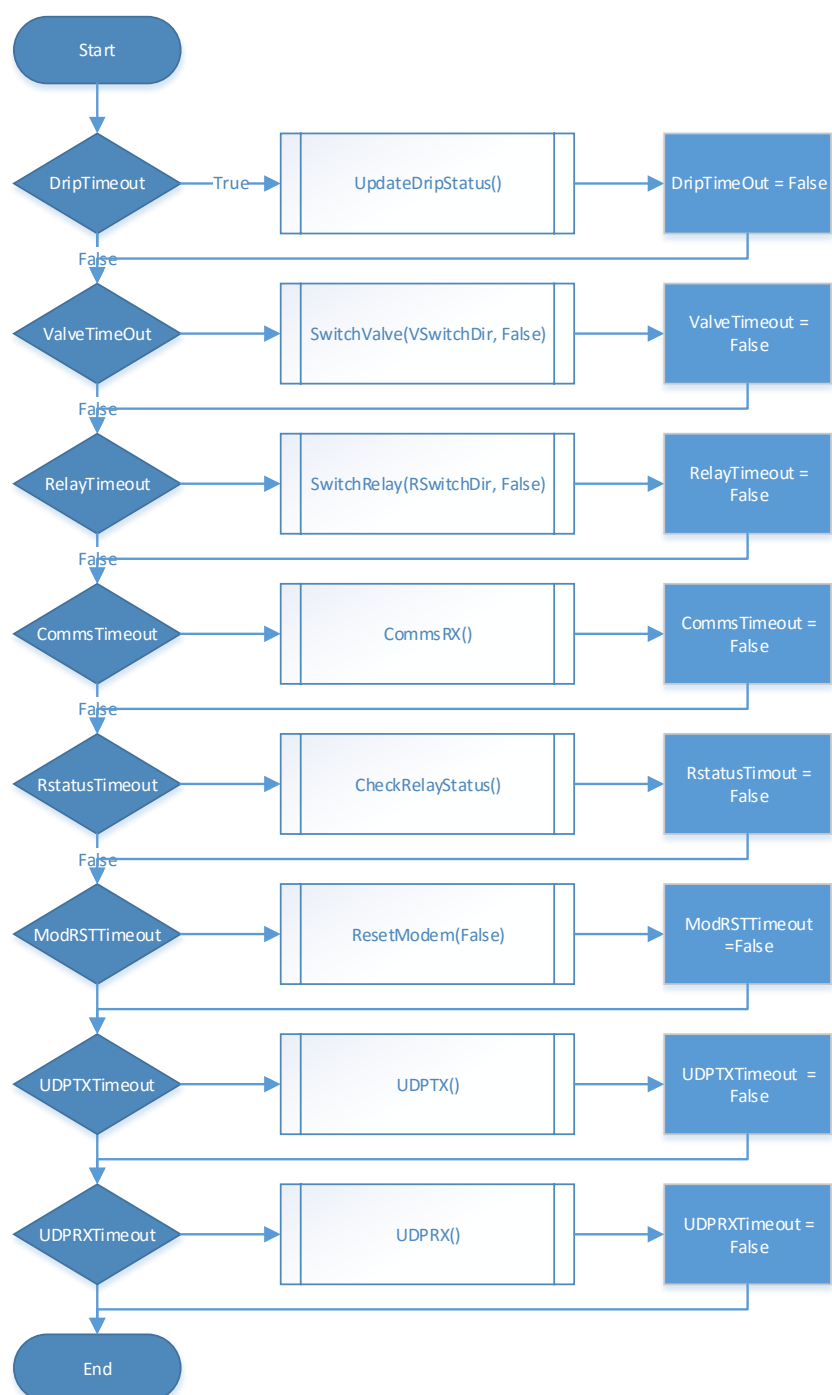 Start
DripTimeout
True
UpdateDripStatus()
DripTimeOut = False
False
ValveTimeOut
SwitchValve(VSwitchDir, False)
ValveTimeout =
False
False
RelayTimeout
SwitchRelay(RSwitchDir, False)
RelayTimeout =
False
False
CommsTimeout
CommsRX()
CommsTimeout =
False
False
RstatusTimeout
CheckRelayStatus()
RstatusTimout =
False
False
ModRSTTimeout
ResetModem(False)
ModRSTTimeout
=False
UDPTXTimeout
UDPTX()
UDPTXTimeout =
False
UDPRXTimeout
UDPRX()
UDPRXTimeout =
False
End